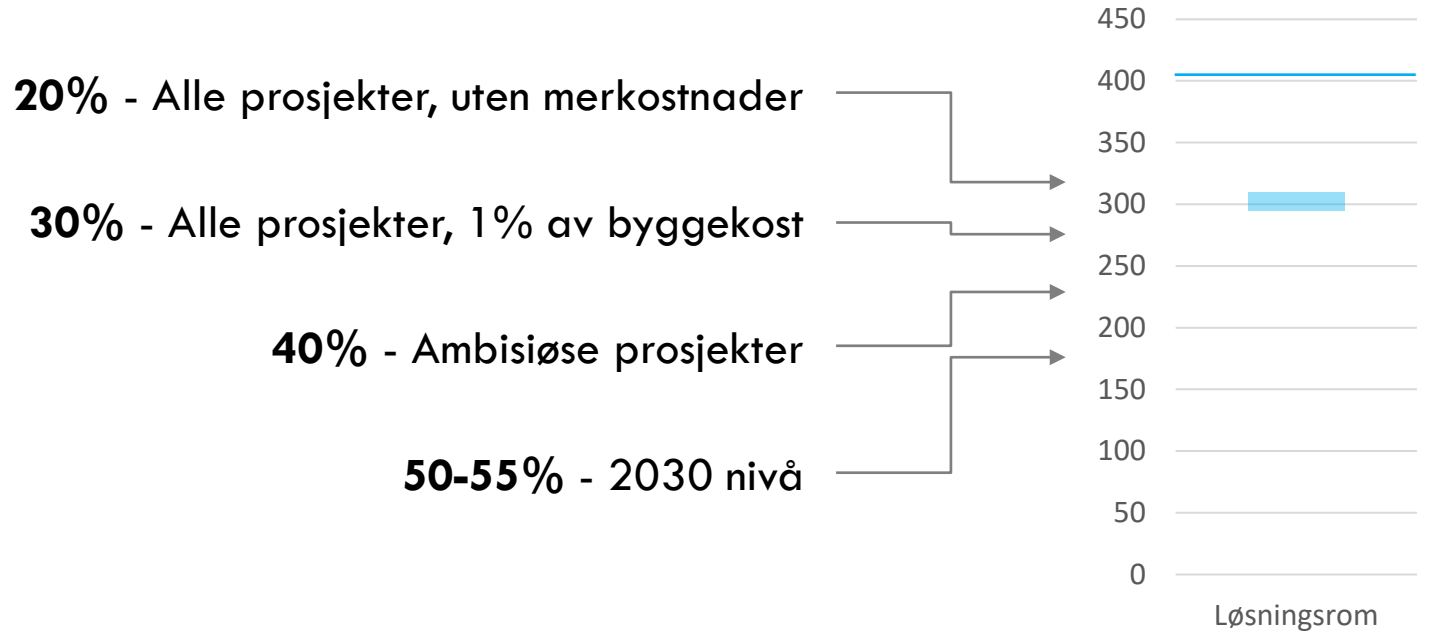 20% - Alle prosjekter, uten merkostnader
30% - Alle prosjekter, 1% av byggekost
40% - Ambisiøse prosjekter
50-55% - 2030 nivå
450
400
350
300
250
200
150
100
50
0
Løsningsrom